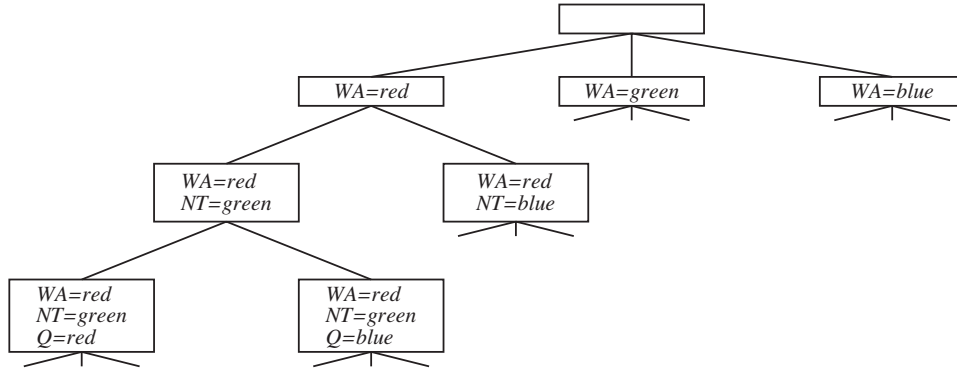 WA=red
WA=green
WA=blue
WA=red
NT=green
WA=red
NT=blue
WA=red
NT=green
Q=red
WA=red
NT=green
Q=blue